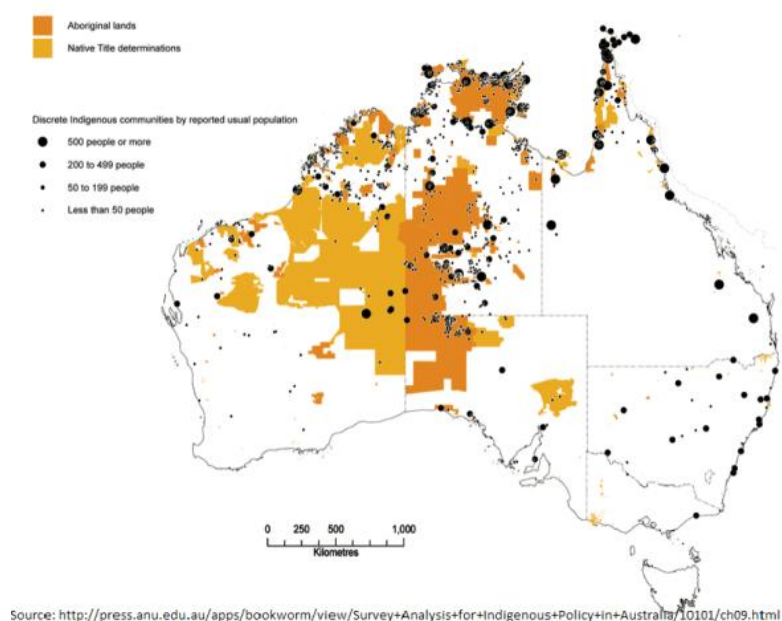 Aboriginal lands
Native Title determinations
Discrete Indigenous communities by reported usual population
500 people or more
200 to 499 people
50 to 199 people
Less than 50 people
0 250 500 1,000
Kilometres
Source: http://press.anu.edu.au/apps/bookworm/view/Survey+Analysis+for+Indigenous+Policy+in+Australia/10101/ch09.html